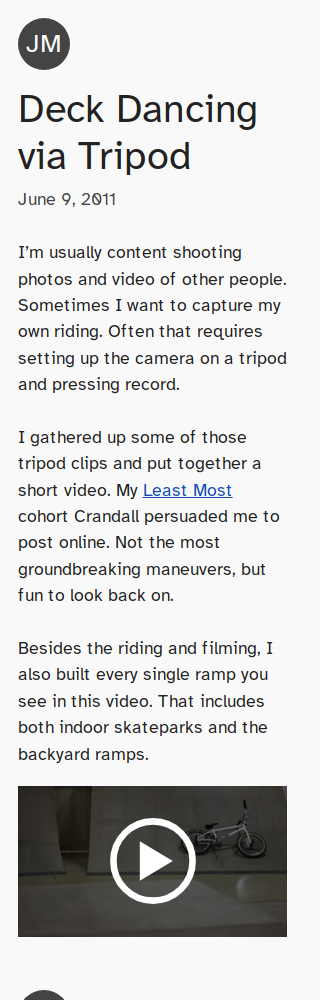 JM
Deck Dancing
via Tripod
June 9, 2011
I'm usually content shooting
photos and video of other people.
Sometimes I want to capture my
own riding. Often that requires
setting up the camera on a tripod
and pressing record.
I gathered up some of those
tripod clips and put together a
short video. My Least Most
cohort Crandall persuaded me to
post online. Not the most
groundbreaking maneuvers, but
fun to look back on.
Besides the riding and filming, I
also built every single ramp you
see in this video. That includes
both indoor skateparks and the
backyard ramps.